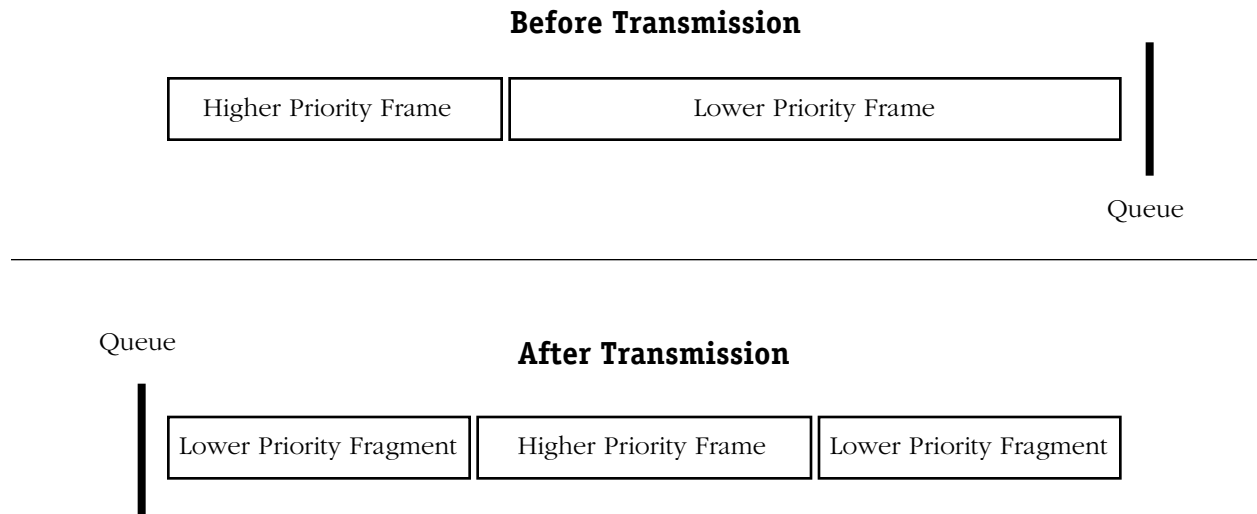 Before Transmission
Higher Priority Frame
Lower Priority Frame
Queue
Queue
After Transmission
Lower Priority Fragment
Higher Priority Frame
Lower Priority Fragment